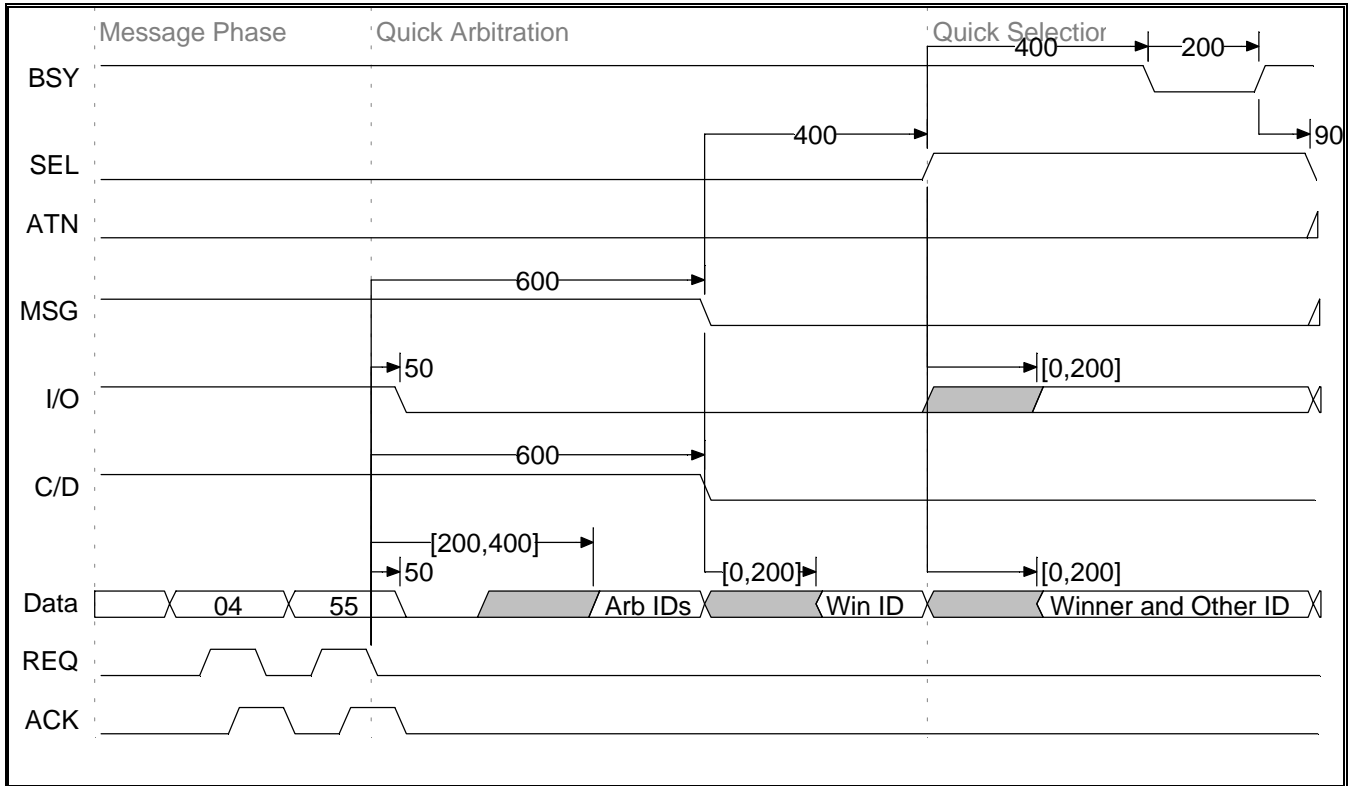 Message Phase Quick Arbitration Quick Selection
400 200
BSY
400 90
SEL
ATN
600
MSG
50 [0,200]
I/O
600
C/D
[200,400]
50 [0,200] [0,200]
Data 04 55 Arb IDs Win ID Winner and Other ID
REQ
ACK